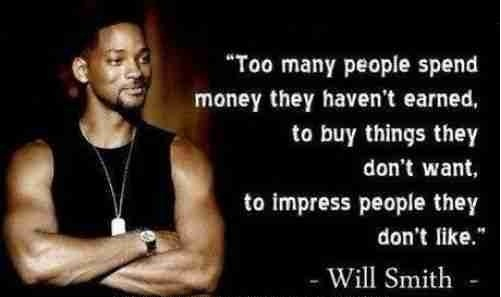 “Too many people spend
money they haven't earned,
to buy things they
don't want,
to impress people they
don't like.”
- Will Smith -